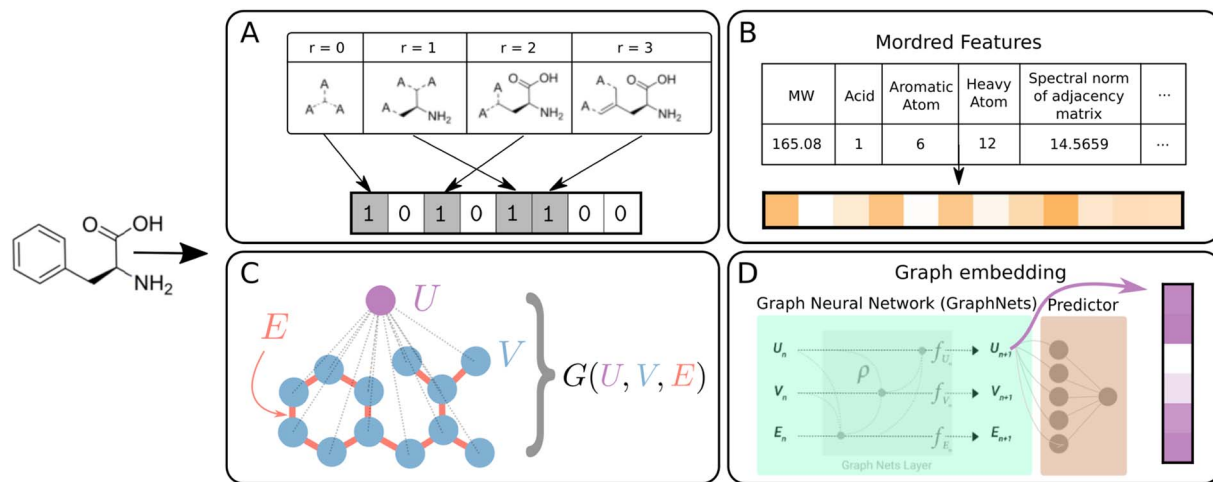 A
r = 0 r = 1 r = 2 r = 3
A A A
A A A NH₂
A A O OH NH₂
A A O OH NH₂
1 0 1 0 1 1 0 0
B
Mordred Features
MW Acid Aromatic Atom Heavy Atom Spectral norm of adjacency matrix ...
165.08 1 6 12 14.5659 ...
O OH
NH₂
C
U
E
V
G(U, V, E)
D
Graph embedding
Graph Neural Network (GraphNets) Predictor
Uₙ f_Uₙ Uₙ₊₁
ρ
Vₙ f_Vₙ Vₙ₊₁
Eₙ f_Eₙ Eₙ₊₁
Graph Nets Layer